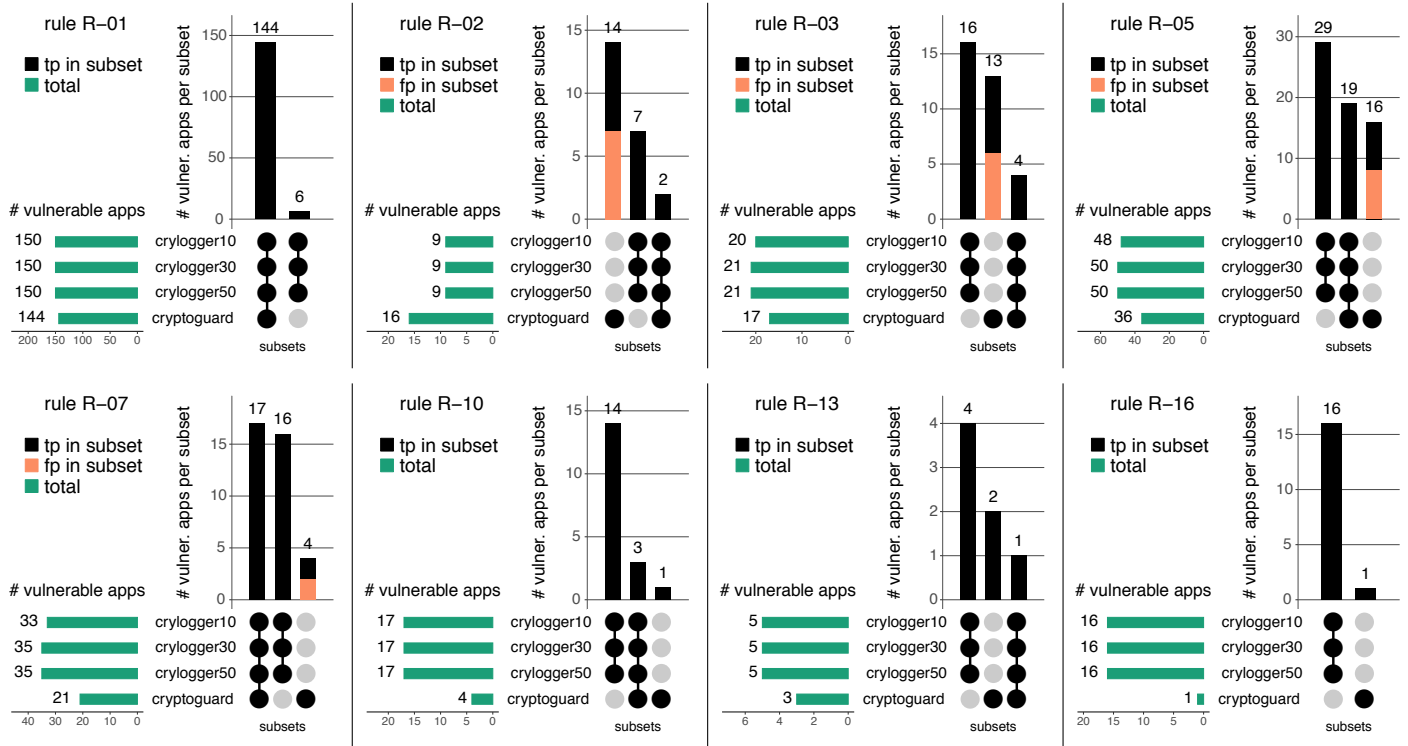 rule R−01
tp in subset
total
# vulner. apps per subset
150
100
50
0
144
6
# vulnerable apps
150 crylogger10
150 crylogger30
150 crylogger50
144 cryptoguard
200 150 100 50 0
subsets
rule R−02
tp in subset
fp in subset
total
# vulner. apps per subset
15
10
5
0
14
7
2
# vulnerable apps
9 crylogger10
9 crylogger30
9 crylogger50
16 cryptoguard
20 15 10 5 0
subsets
rule R−03
tp in subset
fp in subset
total
# vulner. apps per subset
15
10
5
0
16
13
4
# vulnerable apps
20 crylogger10
21 crylogger30
21 crylogger50
17 cryptoguard
20 10 0
subsets
rule R−05
tp in subset
fp in subset
total
# vulner. apps per subset
30
20
10
0
29
19
16
# vulnerable apps
48 crylogger10
50 crylogger30
50 crylogger50
36 cryptoguard
60 40 20 0
subsets
rule R−07
tp in subset
fp in subset
total
# vulner. apps per subset
15
10
5
0
17
16
4
# vulnerable apps
33 crylogger10
35 crylogger30
35 crylogger50
21 cryptoguard
40 30 20 10 0
subsets
rule R−10
tp in subset
total
# vulner. apps per subset
15
10
5
0
14
3
1
# vulnerable apps
17 crylogger10
17 crylogger30
17 crylogger50
4 cryptoguard
20 15 10 5 0
subsets
rule R−13
tp in subset
total
# vulner. apps per subset
4
3
2
1
0
4
2
1
# vulnerable apps
5 crylogger10
5 crylogger30
5 crylogger50
3 cryptoguard
6 4 2 0
subsets
rule R−16
tp in subset
total
# vulner. apps per subset
15
10
5
0
16
1
# vulnerable apps
16 crylogger10
16 crylogger30
16 crylogger50
1 cryptoguard
20 15 10 5 0
subsets